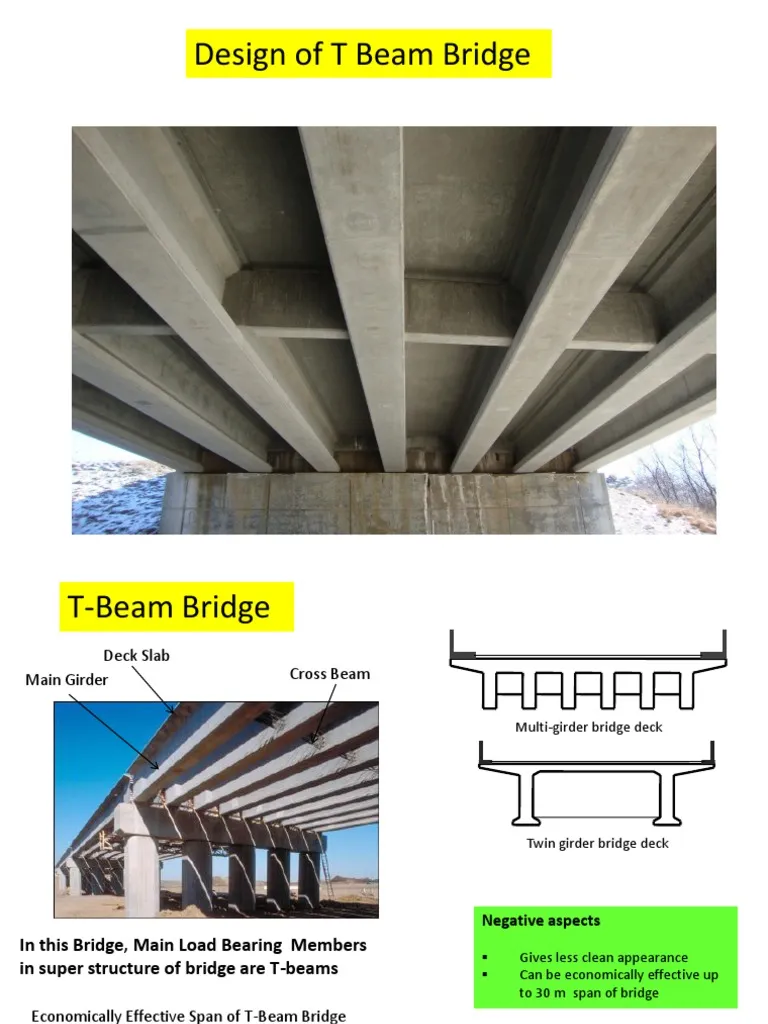 Design of T Beam Bridge
T-Beam Bridge
Deck Slab
Main Girder
Cross Beam
Multi-girder bridge deck
Twin girder bridge deck
In this Bridge, Main Load Bearing  Members
in super structure of bridge are T-beams
Negative aspects
▪ Gives less clean appearance
▪ Can be economically effective up
to 30 m  span of bridge
Economically Effective Span of T-Beam Bridge